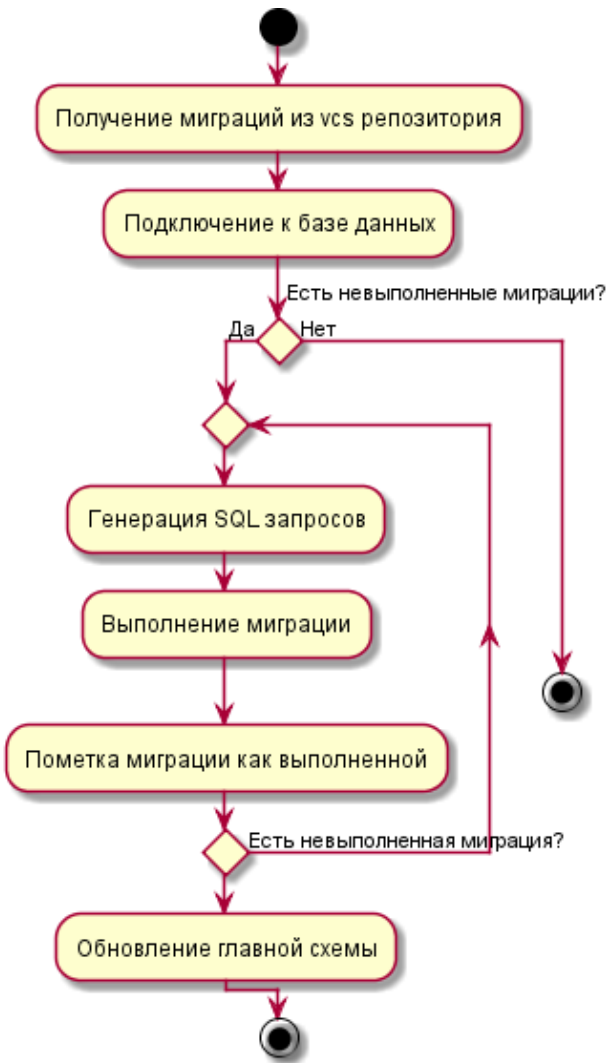 Получение миграций из vcs репозитория
Подключение к базе данных
Есть невыполненные миграции?
Да
Нет
Генерация SQL запросов
Выполнение миграции
Пометка миграции как выполненной
Есть невыполненная миграция?
Обновление главной схемы